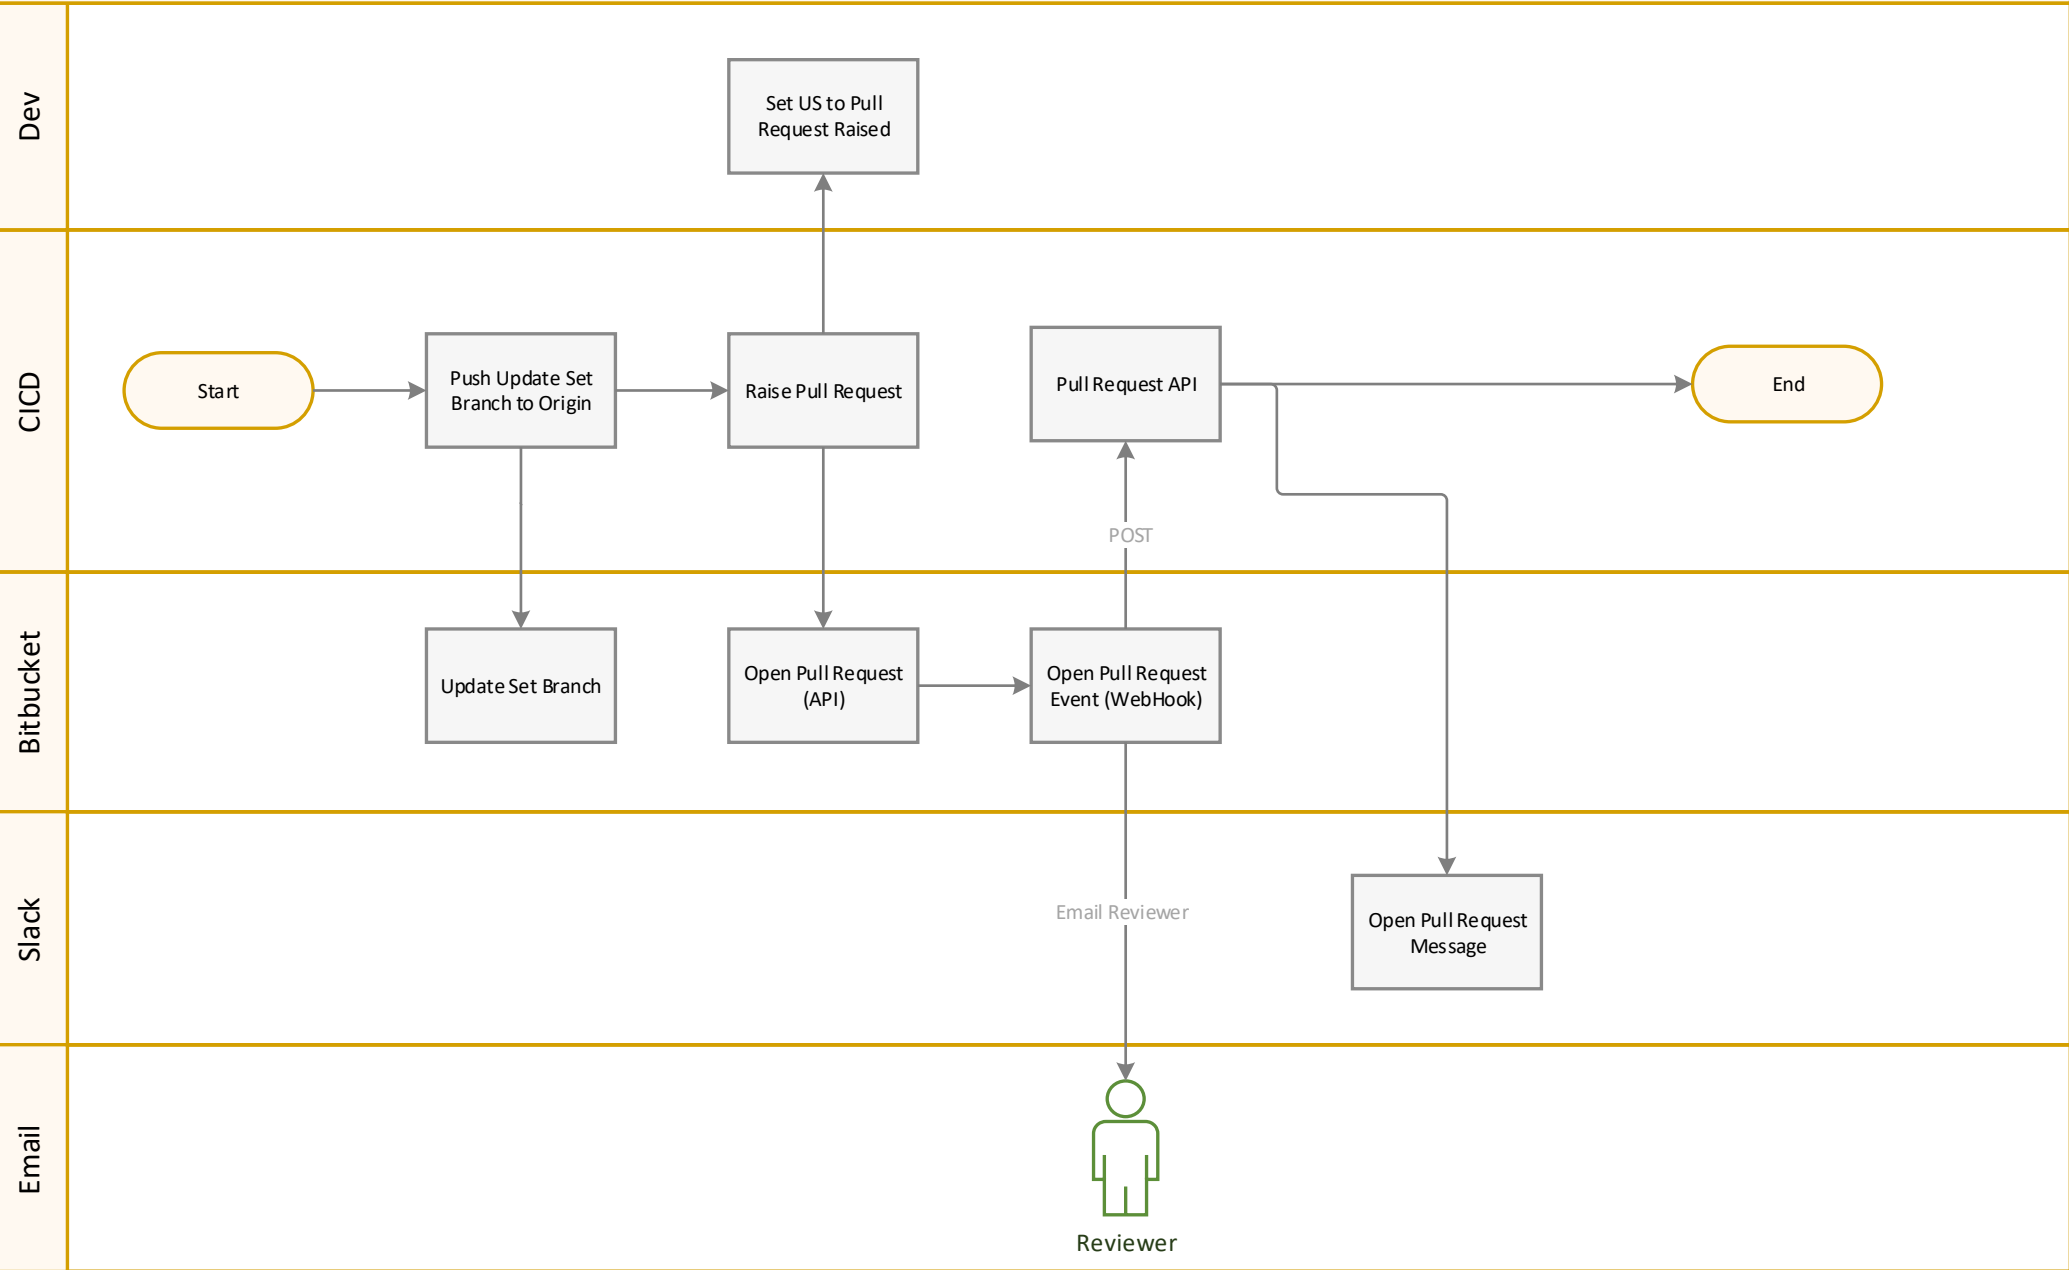 Dev
Set US to Pull
Request Raised
CICD
Start
Push Update Set
Branch to Origin
Raise Pull Request
Pull Request API
End
POST
Bitbucket
Update Set Branch
Open Pull Request
(API)
Open Pull Request
Event (WebHook)
Slack
Email Reviewer
Open Pull Request
Message
Email
Reviewer